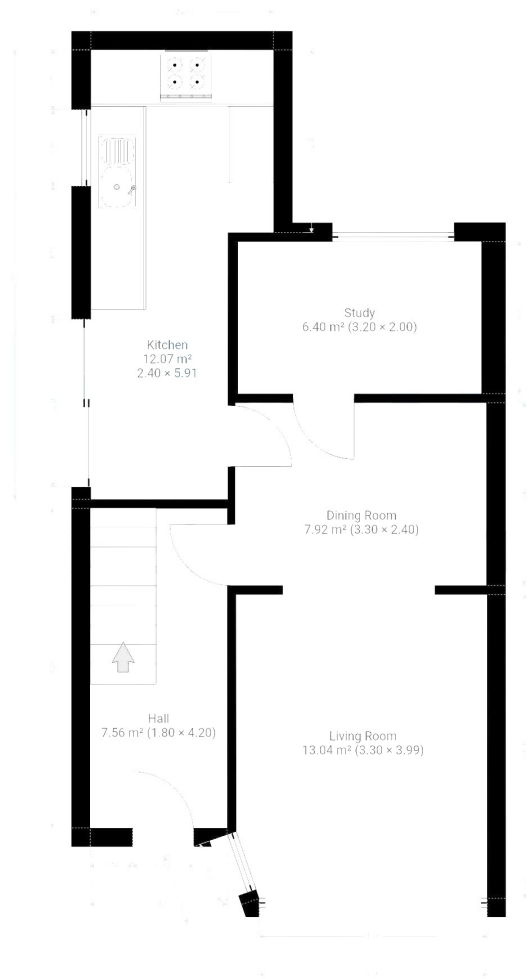 Study
6.40 m² (3.20 × 2.00)
Kitchen
12.07 m²
2.40 × 5.91
Dining Room
7.92 m² (3.30 × 2.40)
Hall
7.56 m² (1.80 × 4.20)
Living Room
13.04 m² (3.30 × 3.99)